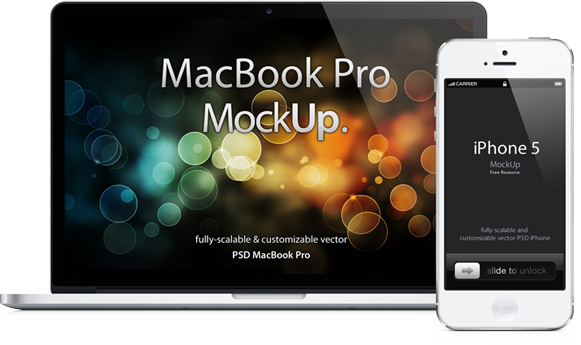 MacBook Pro
MockUp.
fully-scalable & customizable vector
PSD MacBook Pro
CARRIER
iPhone 5
MockUp
Free Resource
fully-scalable and
customizable vector PSD iPhone
slide to unlock